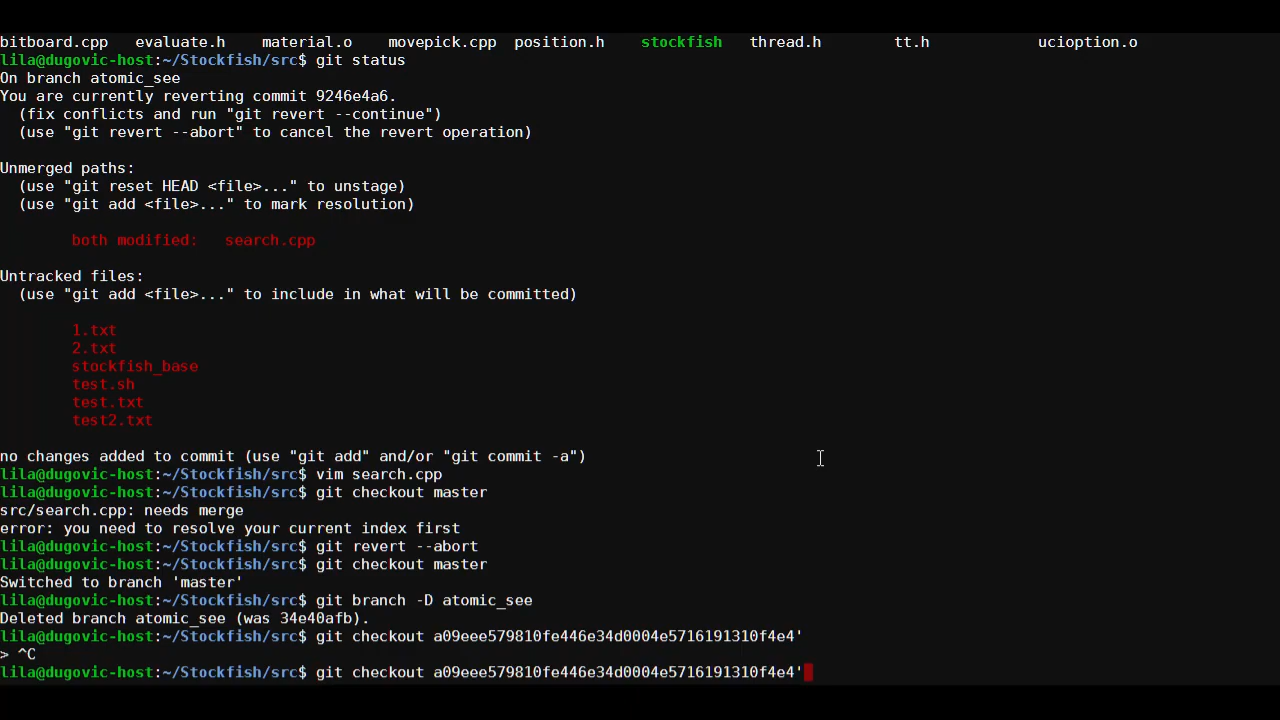 bitboard.cpp evaluate.h material.o movepick.cpp position.h stockfish thread.h tt.h ucioption.o
lila@dugovic-host:~/Stockfish/src$ git status
On branch atomic_see
You are currently reverting commit 9246e4a6.
(fix conflicts and run "git revert --continue")
(use "git revert --abort" to cancel the revert operation)
Unmerged paths:
(use "git reset HEAD <file>..." to unstage)
(use "git add <file>..." to mark resolution)
both modified: search.cpp
Untracked files:
(use "git add <file>..." to include in what will be committed)
1.txt
2.txt
stockfish_base
test.sh
test.txt
test2.txt
no changes added to commit (use "git add" and/or "git commit -a")
lila@dugovic-host:~/Stockfish/src$ vim search.cpp
lila@dugovic-host:~/Stockfish/src$ git checkout master
src/search.cpp: needs merge
error: you need to resolve your current index first
lila@dugovic-host:~/Stockfish/src$ git revert --abort
lila@dugovic-host:~/Stockfish/src$ git checkout master
Switched to branch 'master'
lila@dugovic-host:~/Stockfish/src$ git branch -D atomic_see
Deleted branch atomic_see (was 34e40afb).
lila@dugovic-host:~/Stockfish/src$ git checkout a09eee579810fe446e34d0004e5716191310f4e4'
> ^C
lila@dugovic-host:~/Stockfish/src$ git checkout a09eee579810fe446e34d0004e5716191310f4e4'